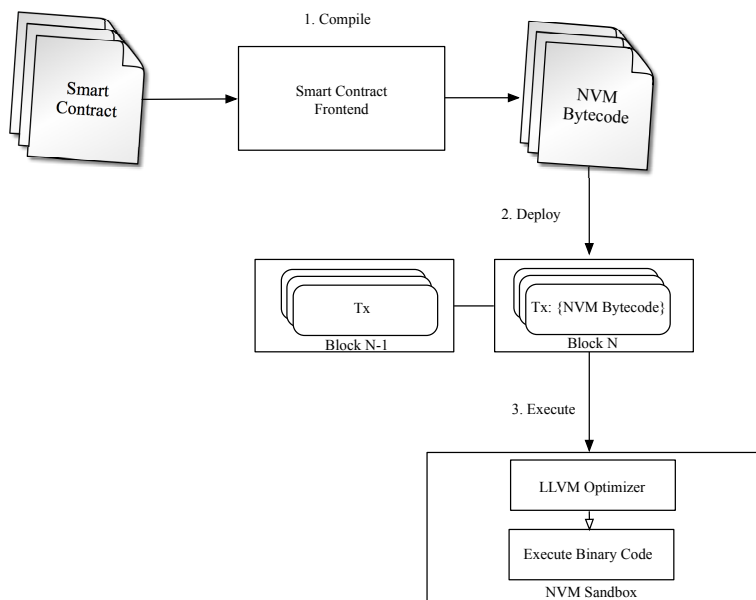 1. Compile
Smart
Contract
Smart Contract
Frontend
NVM
Bytecode
2. Deploy
Tx
Block N-1
Tx: {NVM Bytecode}
Block N
3. Execute
LLVM Optimizer
Execute Binary Code
NVM Sandbox